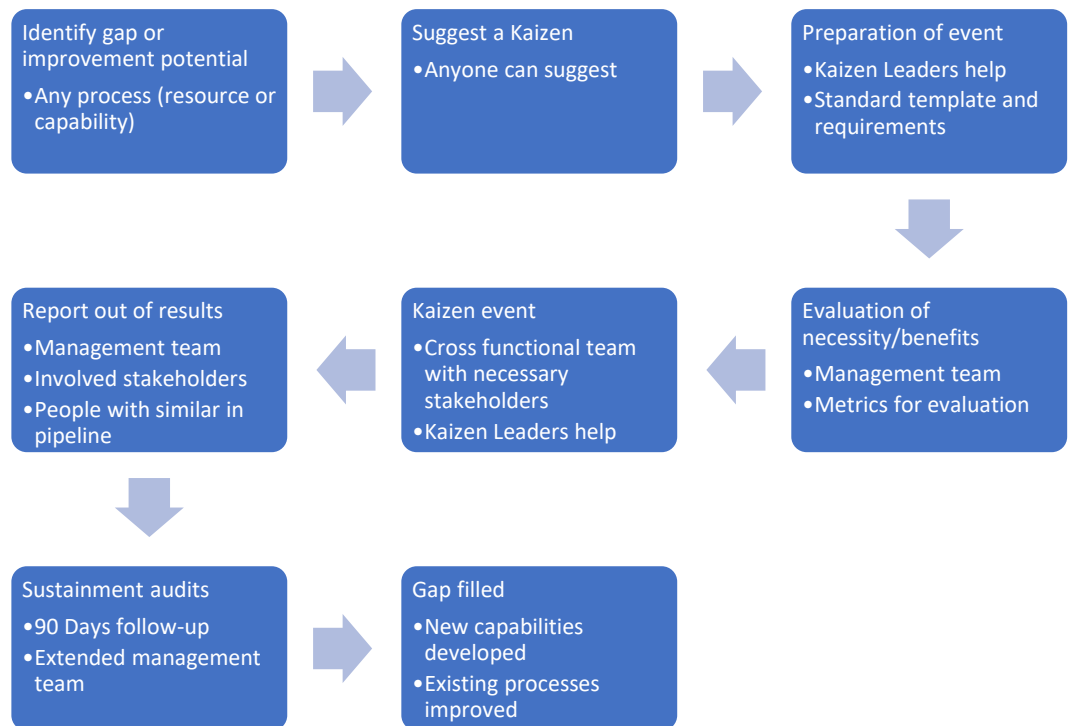 Identify gap or
improvement potential
•Any process (resource or
capability)
Suggest a Kaizen
•Anyone can suggest
Preparation of event
•Kaizen Leaders help
•Standard template and
requirements
Evaluation of
necessity/benefits
•Management team
•Metrics for evaluation
Kaizen event
•Cross functional team
with necessary
stakeholders
•Kaizen Leaders help
Report out of results
•Management team
•Involved stakeholders
•People with similar in
pipeline
Sustainment audits
•90 Days follow-up
•Extended management
team
Gap filled
•New capabilities
developed
•Existing processes
improved